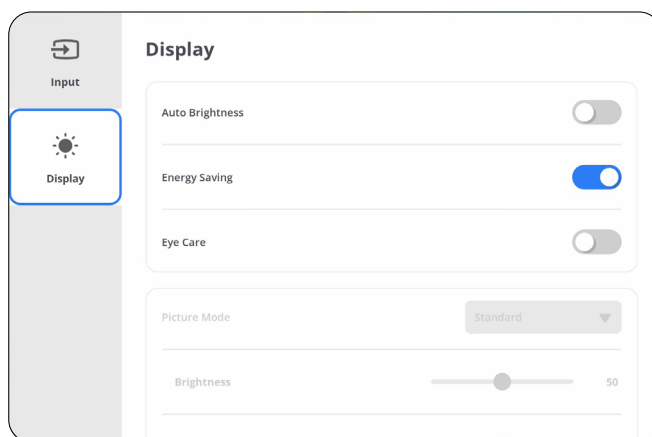 Input
Display
Display
Auto Brightness
Energy Saving
Eye Care
Picture Mode
Standard
Brightness
50